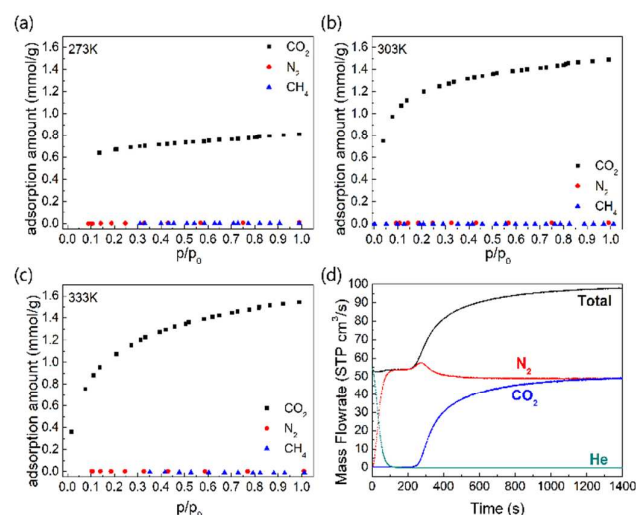 (a)
273K
CO2
N2
CH4
adsorption amount (mmol/g)
1.6
1.4
1.2
1.0
0.8
0.6
0.4
0.2
0.0
0.0 0.1 0.2 0.3 0.4 0.5 0.6 0.7 0.8 0.9 1.0
p/p0
(b)
303K
CO2
N2
CH4
adsorption amount (mmol/g)
1.6
1.4
1.2
1.0
0.8
0.6
0.4
0.2
0.0
0.0 0.1 0.2 0.3 0.4 0.5 0.6 0.7 0.8 0.9 1.0
p/p0
(c)
333K
CO2
N2
CH4
adsorption amount (mmol/g)
1.6
1.4
1.2
1.0
0.8
0.6
0.4
0.2
0.0
0.0 0.1 0.2 0.3 0.4 0.5 0.6 0.7 0.8 0.9 1.0
p/p0
(d)
Total
N2
CO2
He
Mass Flowrate (STP cm3/s)
100
90
80
70
60
50
40
30
20
10
0
0 200 400 600 800 1000 1200 1400
Time (s)